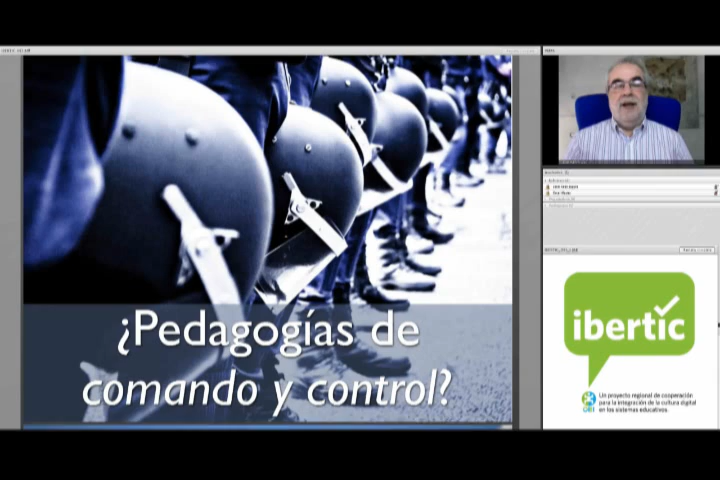 ¿Pedagogías de
comando y control?
ibertic
Un proyecto regional de cooperación
para la integración de la cultura digital
en los sistemas educativos.